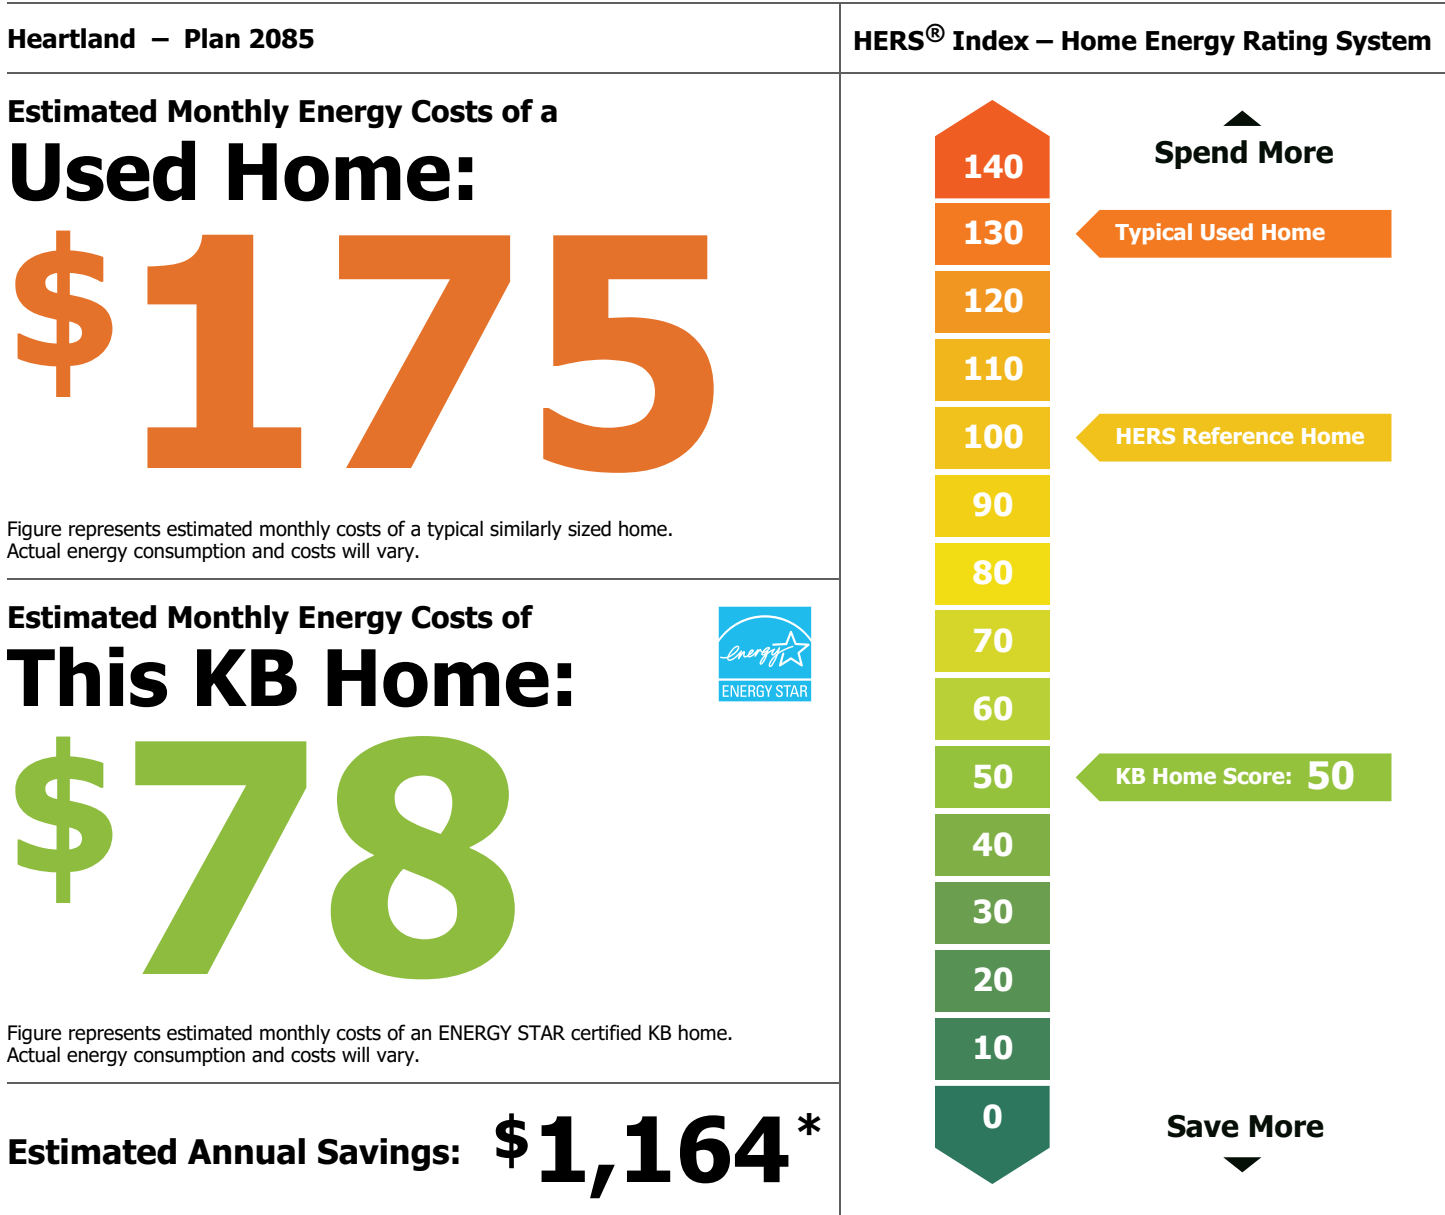 Heartland – Plan 2085
Estimated Monthly Energy Costs of a
Used Home:
$175
Figure represents estimated monthly costs of a typical similarly sized home.
Actual energy consumption and costs will vary.
Estimated Monthly Energy Costs of
This KB Home:
energy
ENERGY STAR
$78
Figure represents estimated monthly costs of an ENERGY STAR certified KB home.
Actual energy consumption and costs will vary.
Estimated Annual Savings: $1,164*
HERS® Index – Home Energy Rating System
Spend More
140
130 Typical Used Home
120
110
100 HERS Reference Home
90
80
70
60
50 KB Home Score: 50
40
30
20
10
0
Save More